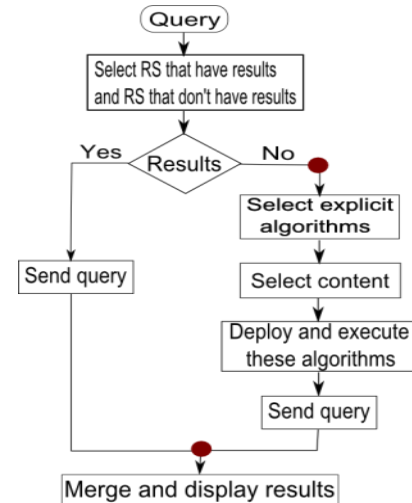 Query
Select RS that have results
and RS that don't have results
Yes
Results
No
Select explicit
algorithms
Send query
Select content
Deploy and execute
these algorithms
Send query
Merge and display results